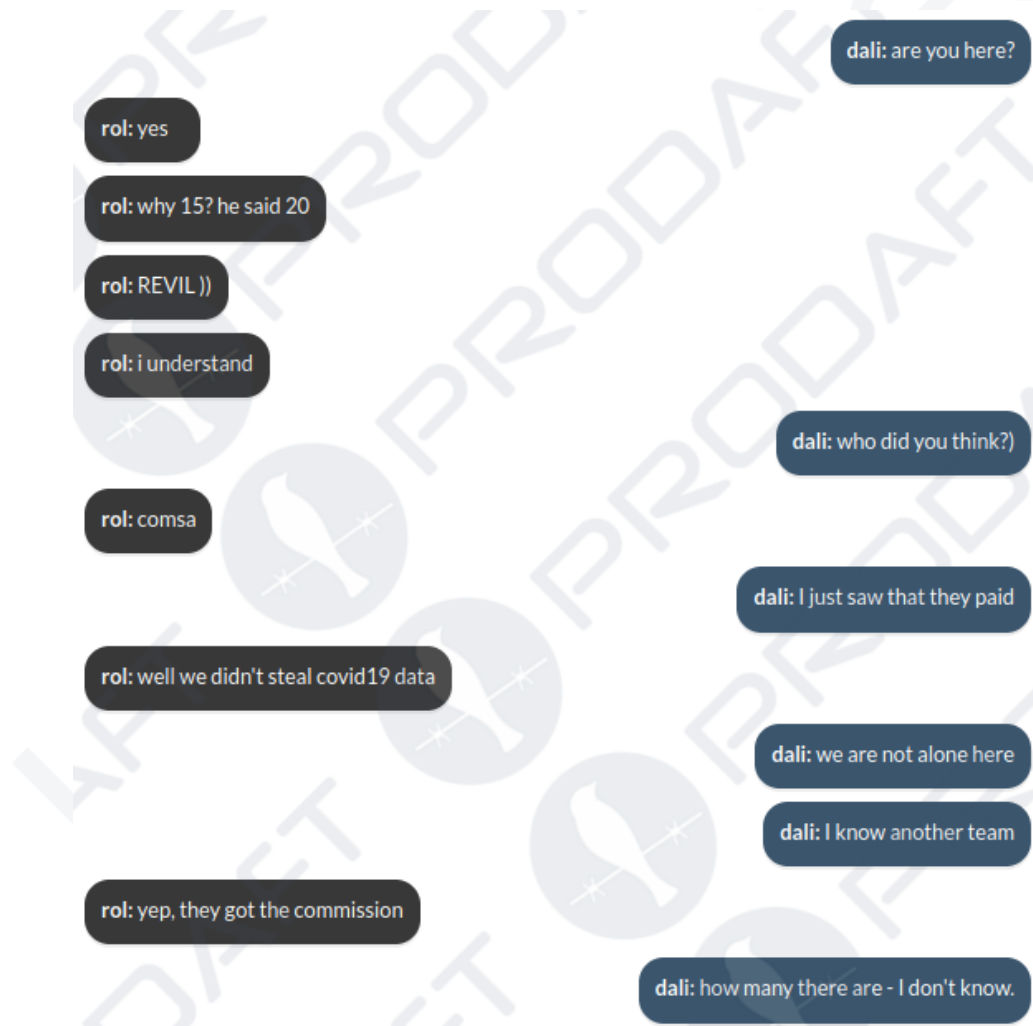 dali: are you here?
rol: yes
rol: why 15? he said 20
rol: REVIL ))
rol: i understand
dali: who did you think?)
rol: comsa
dali: I just saw that they paid
rol: well we didn't steal covid19 data
dali: we are not alone here
dali: I know another team
rol: yep, they got the commission
dali: how many there are - I don't know.
PRODAFT